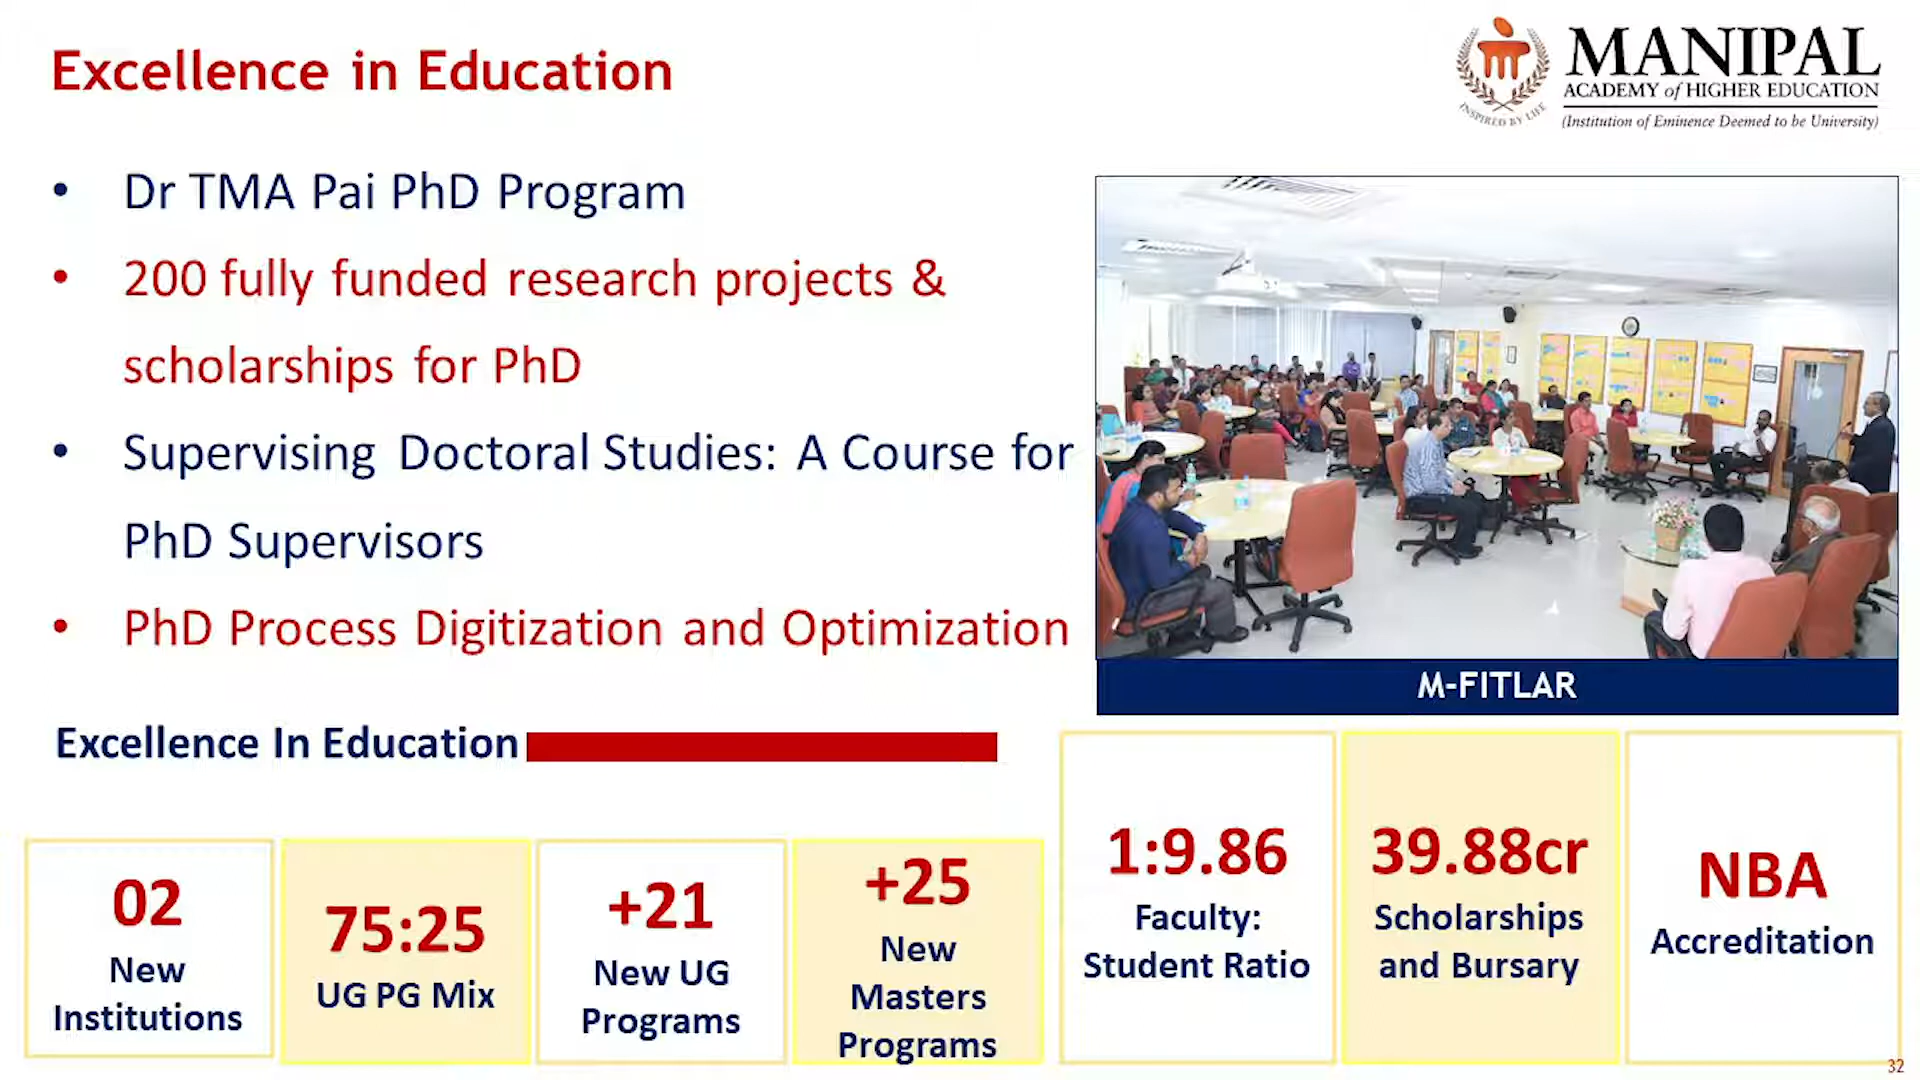 Excellence in Education
MANIPAL
ACADEMY of HIGHER EDUCATION
(Institution of Eminence Deemed to be University)
INSPIRED BY LIFE
• Dr TMA Pai PhD Program
• 200 fully funded research projects &
scholarships for PhD
• Supervising Doctoral Studies: A Course for
PhD Supervisors
• PhD Process Digitization and Optimization
M-FITLAR
Excellence In Education
02
New
Institutions
75:25
UG PG Mix
+21
New UG
Programs
+25
New
Masters
Programs
1:9.86
Faculty:
Student Ratio
39.88cr
Scholarships
and Bursary
NBA
Accreditation
32